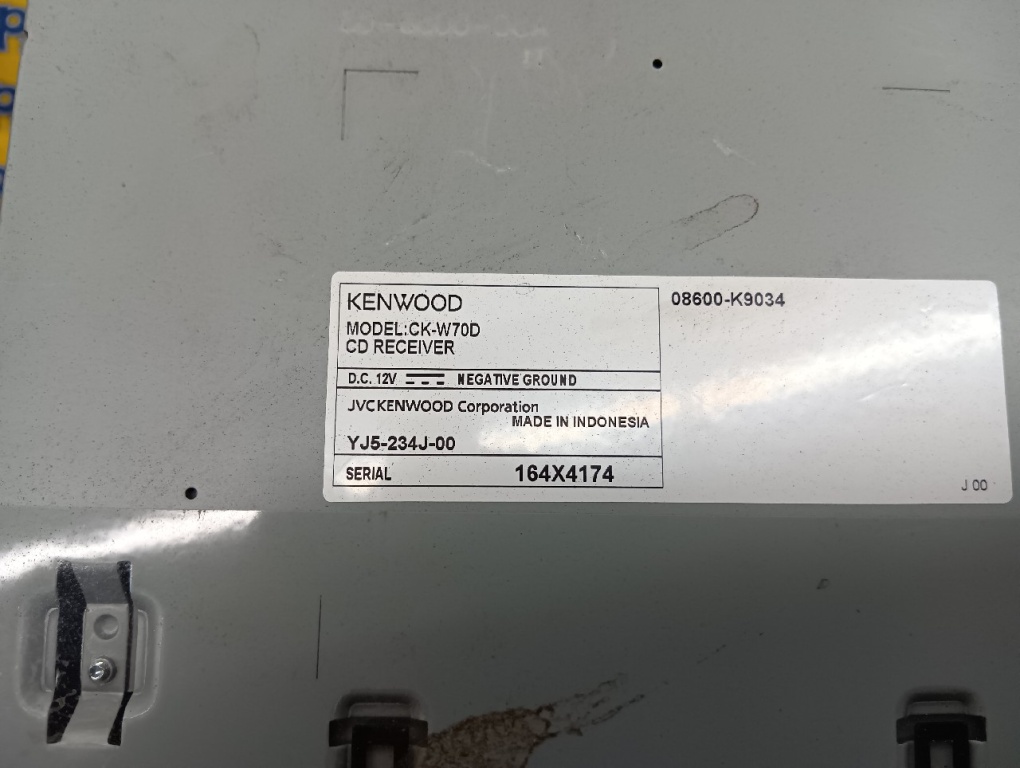 KENWOOD
MODEL:CK-W70D
CD RECEIVER
D.C. 12V NEGATIVE GROUND
JVCKENWOOD Corporation
MADE IN INDONESIA
YJ5-234J-00
SERIAL 164X4174
08600-K9034
J 00